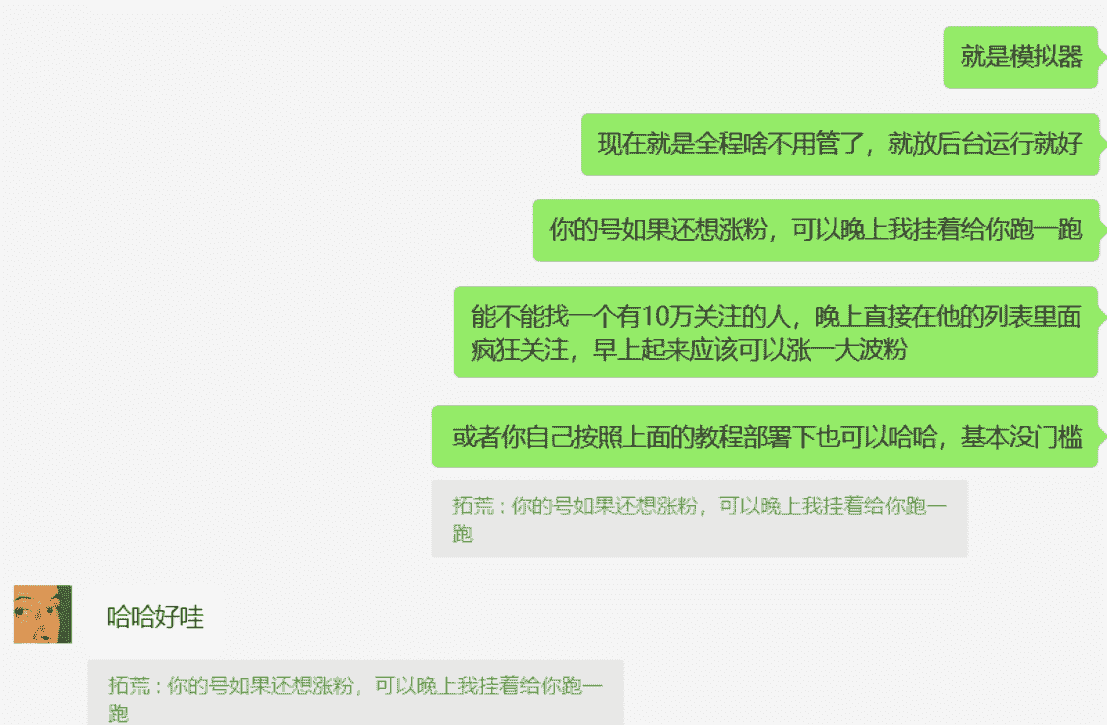 就是模拟器
现在就是全程啥不用管了，就放后台运行就好
你的号如果还想涨粉，可以晚上我挂着给你跑一跑
能不能找一个有10万关注的人，晚上直接在他的列表里面
疯狂关注，早上起来应该可以涨一大波粉
或者你自己按照上面的教程部署下也可以哈哈，基本没门槛
拓荒：你的号如果还想涨粉，可以晚上我挂着给你跑一
跑
哈哈好哇
拓荒：你的号如果还想涨粉，可以晚上我挂着给你跑一
跑